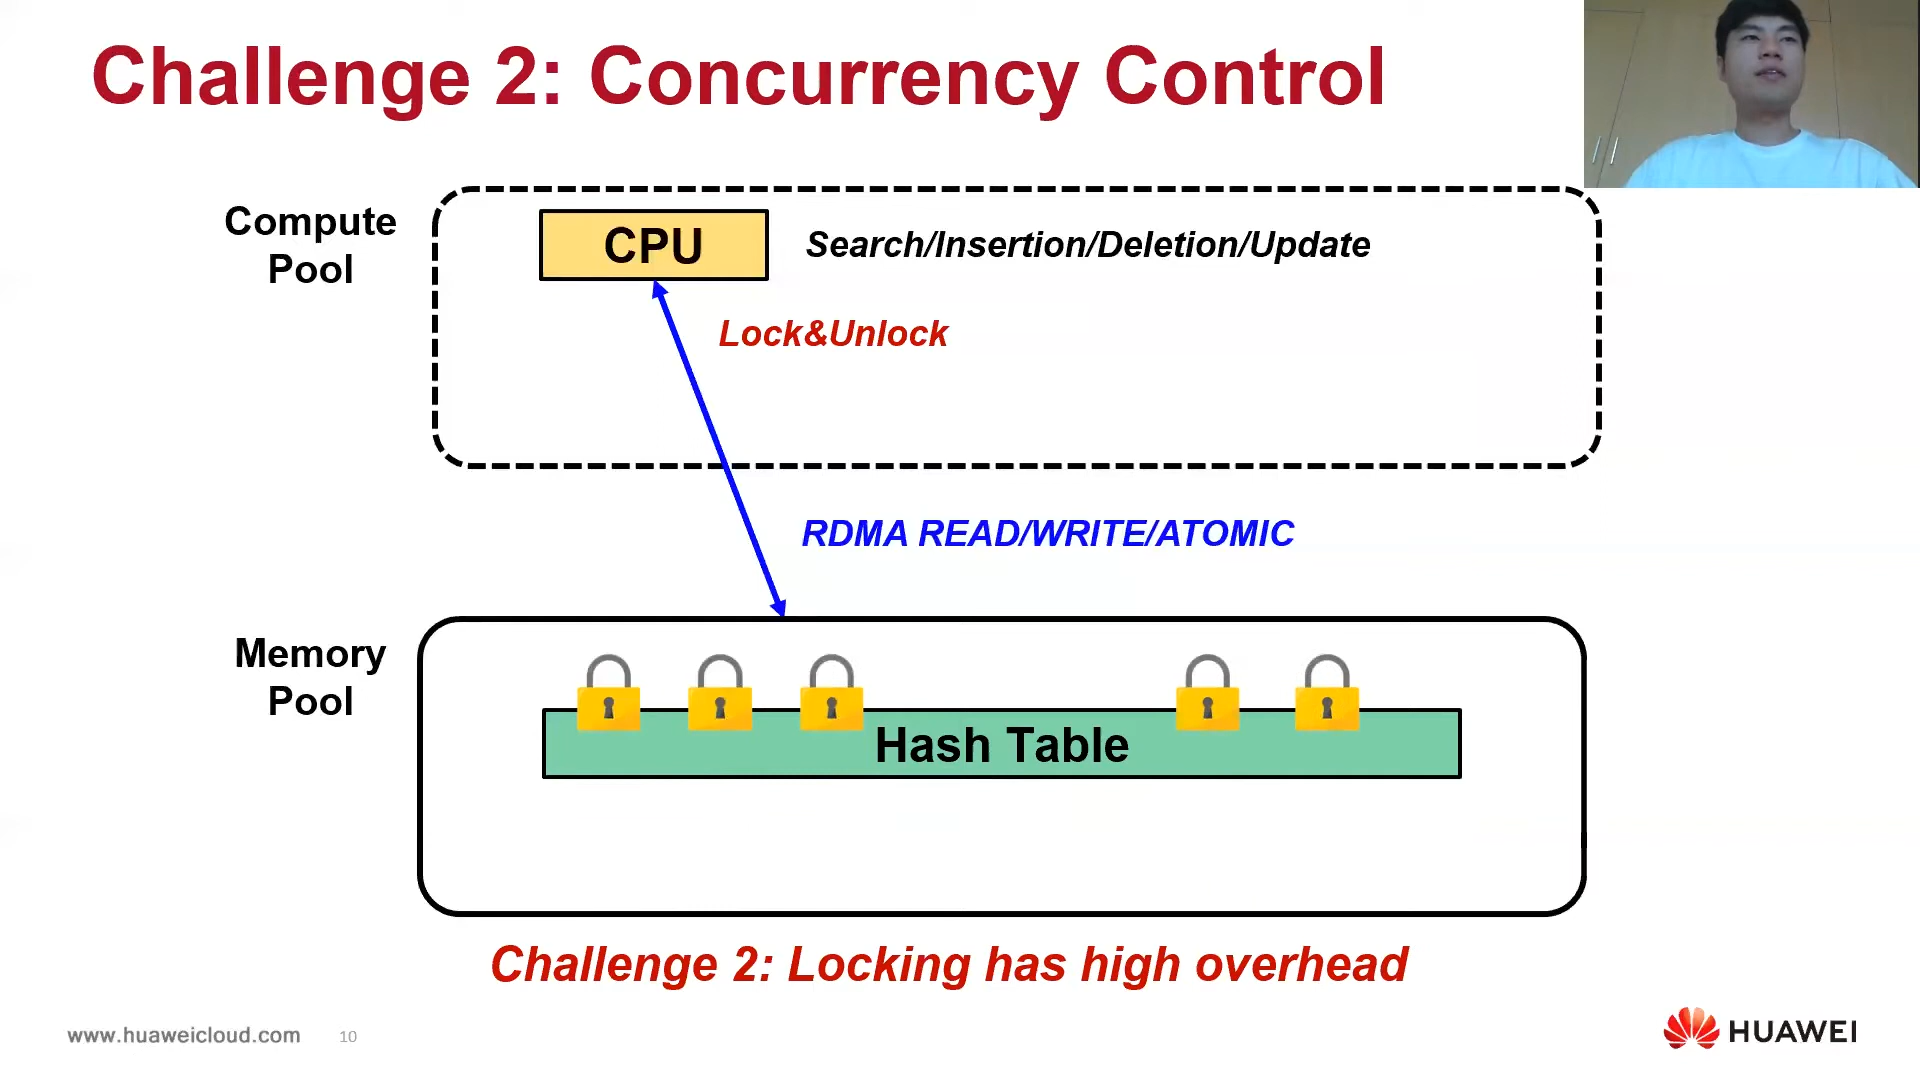 Challenge 2: Concurrency Control
Compute
Pool
CPU
Search/Insertion/Deletion/Update
Lock&Unlock
RDMA READ/WRITE/ATOMIC
Memory
Pool
Hash Table
Challenge 2: Locking has high overhead
www.huaweicloud.com
10
HUAWEI